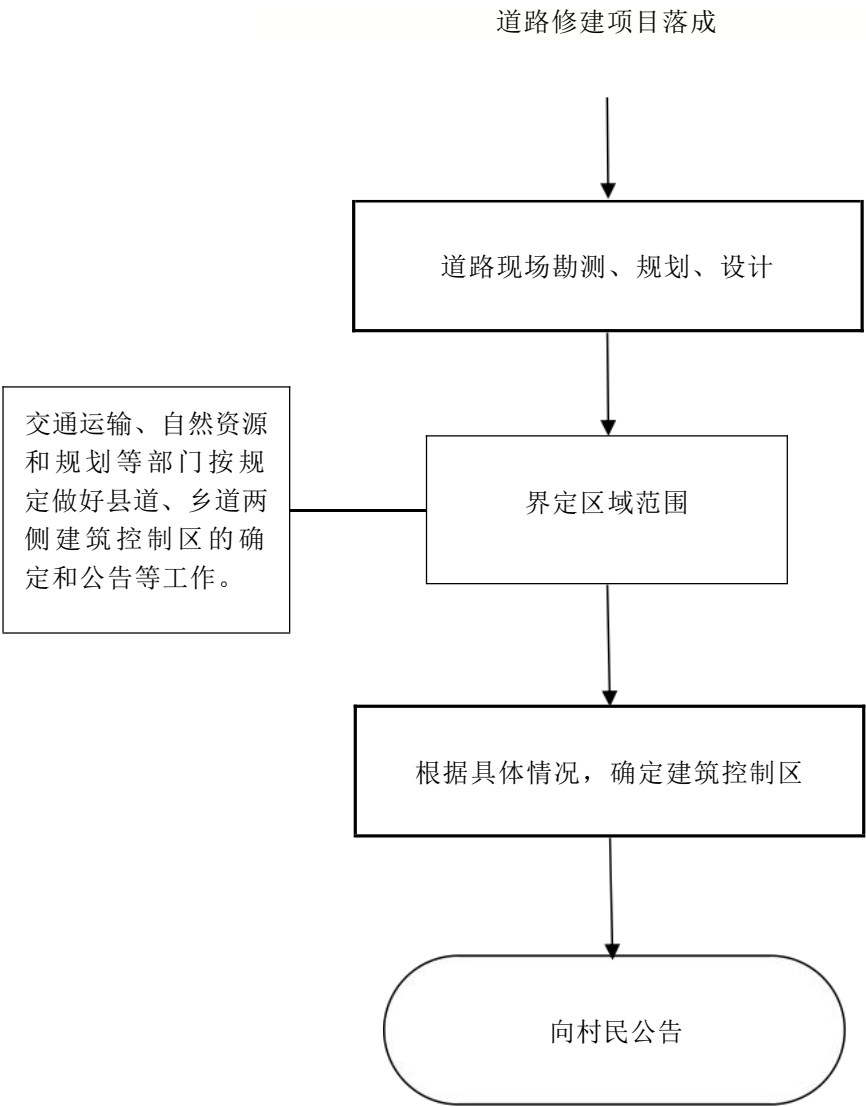 道路修建项目落成
道路现场勘测、规划、设计
交通运输、自然资源
和规划等部门按规
定做好县道、乡道两
侧建筑控制区的确
定和公告等工作。
界定区域范围
根据具体情况，确定建筑控制区
向村民公告